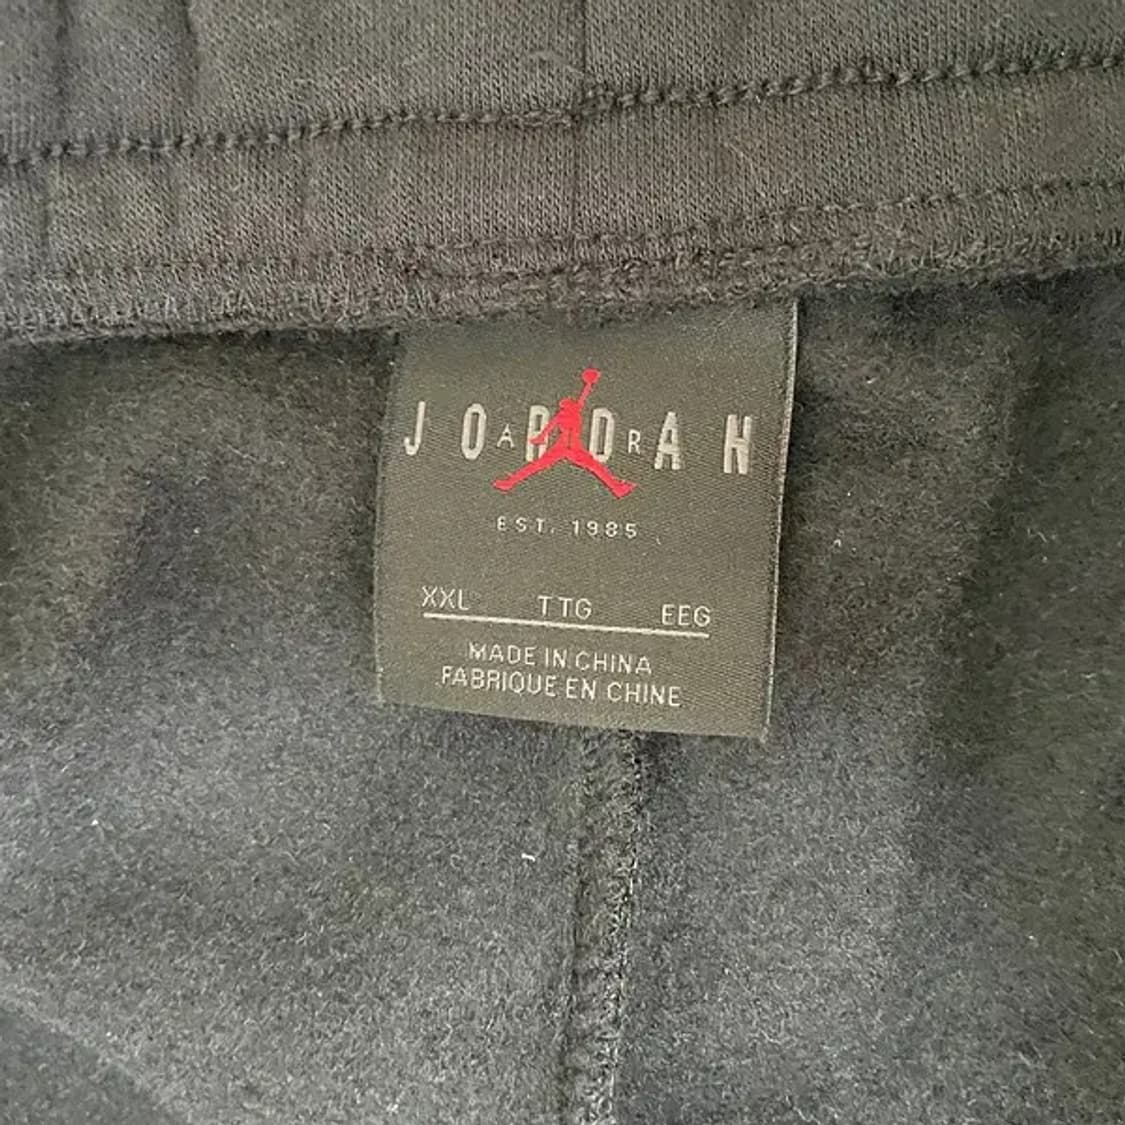 JORDAN
AIR
EST. 1985
XXL TTG EEG
MADE IN CHINA
FABRIQUE EN CHINE